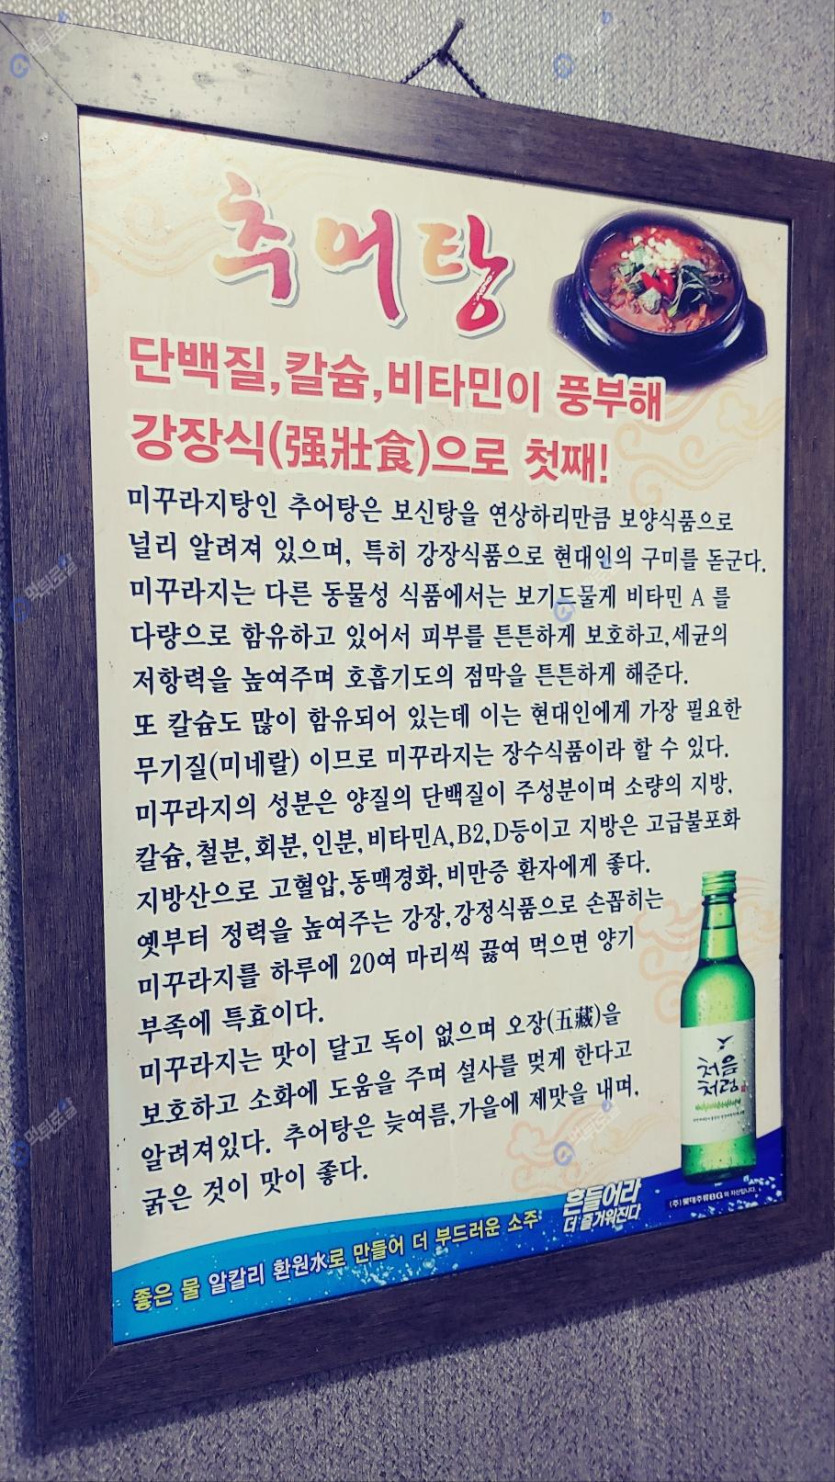 추어탕
단백질,칼슘,비타민이 풍부해
강장식(强壯食)으로 첫째!
미꾸라지탕인 추어탕은 보신탕을 연상하리만큼 보양식품으로
널리 알려져 있으며, 특히 강장식품으로 현대인의 구미를 돋군다.
미꾸라지는 다른 동물성 식품에서는 보기드물게 비타민 A 를
다량으로 함유하고 있어서 피부를 튼튼하게 보호하고,세균의
저항력을 높여주며 호흡기도의 점막을 튼튼하게 해준다.
또 칼슘도 많이 함유되어 있는데 이는 현대인에게 가장 필요한
무기질(미네랄) 이므로 미꾸라지는 장수식품이라 할 수 있다.
미꾸라지의 성분은 양질의 단백질이 주성분이며 소량의 지방,
칼슘,철분,회분,인분,비타민A,B2,D등이고 지방은 고급불포화
지방산으로 고혈압,동맥경화,비만증 환자에게 좋다.
옛부터 정력을 높여주는 강장,강정식품으로 손꼽히는
미꾸라지를 하루에 20여 마리씩 끓여 먹으면 양기
부족에 특효이다.
미꾸라지는 맛이 달고 독이 없으며 오장(五藏)을
보호하고 소화에 도움을 주며 설사를 멎게 한다고
알려져있다. 추어탕은 늦여름,가을에 제맛을 내며,
굵은 것이 맛이 좋다.
처음
처럼
흔들어라
더 즐거워진다
(주)롯데주류BG의 자산입니다.
좋은 물 알칼리 환원水로 만들어 더 부드러운 소주